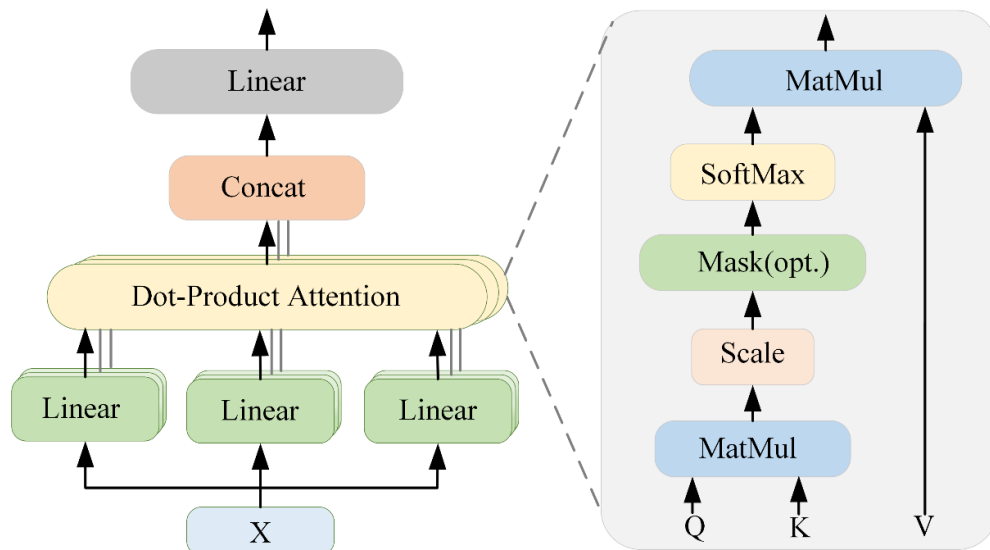 Linear
Concat
Dot-Product Attention
Linear
Linear
Linear
X
MatMul
SoftMax
Mask(opt.)
Scale
MatMul
Q
K
V